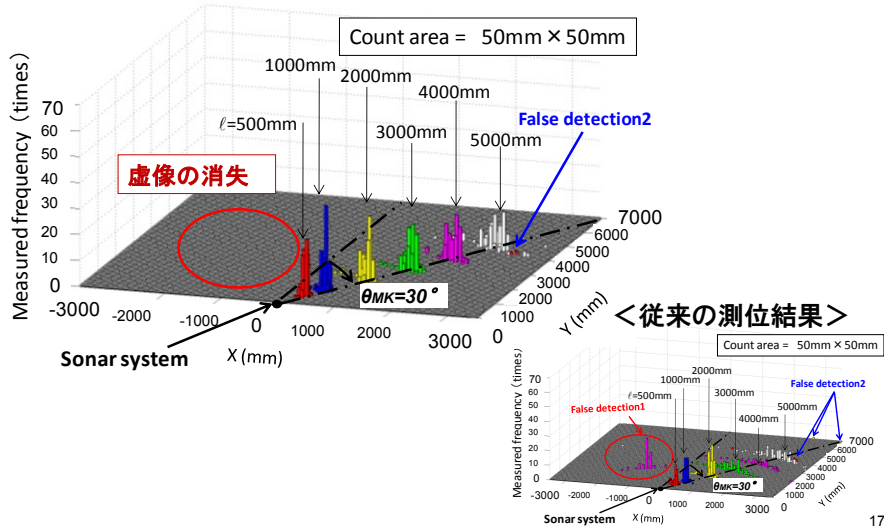 Count area = 50mm×50mm
1000mm
2000mm
4000mm
ℓ=500mm
3000mm
5000mm
False detection2
虚像の消失
Measured frequency (times)
70
60
50
40
30
20
10
0
-3000
-2000
-1000
0
1000
2000
3000
X (mm)
0
1000
2000
3000
4000
5000
6000
7000
Y (mm)
θMK=30°
Sonar system
<従来の測位結果>
Count area = 50mm×50mm
2000mm
1000mm
3000mm
ℓ=500mm
4000mm
5000mm
False detection1
False detection2
Measured frequency (times)
70
60
50
40
30
20
10
0
-3000
-2000
-1000
0
1000
2000
3000
X (mm)
0
1000
2000
3000
4000
5000
6000
7000
Y (mm)
θMK=30°
Sonar system
17